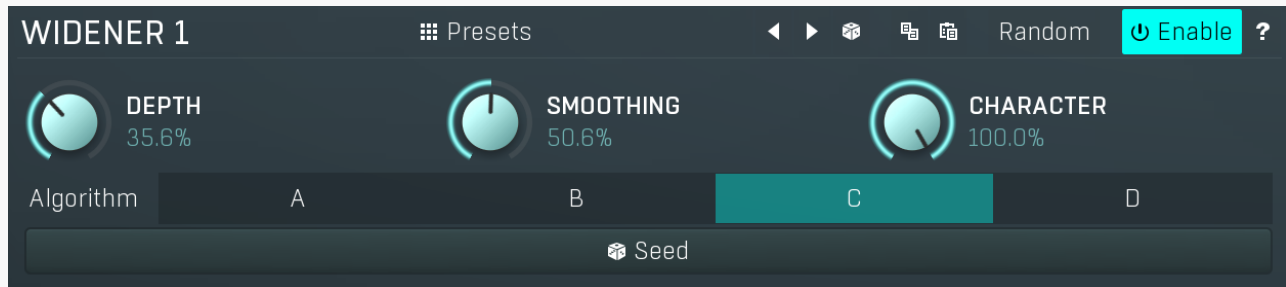 WIDENER 1 Presets Random Enable ?
DEPTH SMOOTHING CHARACTER
35.6% 50.6% 100.0%
Algorithm A B C D
Seed